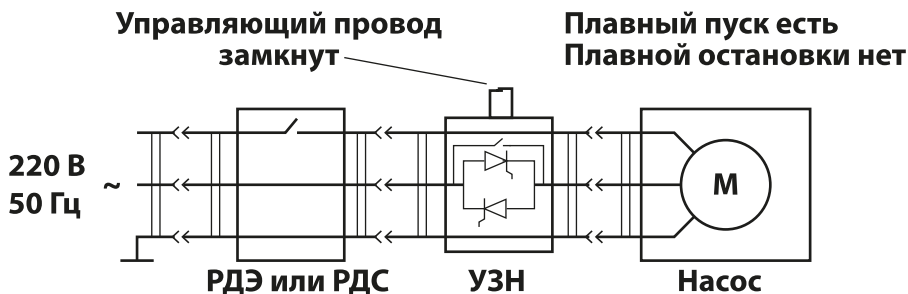 Управляющий провод
замкнут
Плавный пуск есть
Плавной остановки нет
220 В
50 Гц
~
М
РДЭ или РДС
УЗН
Насос